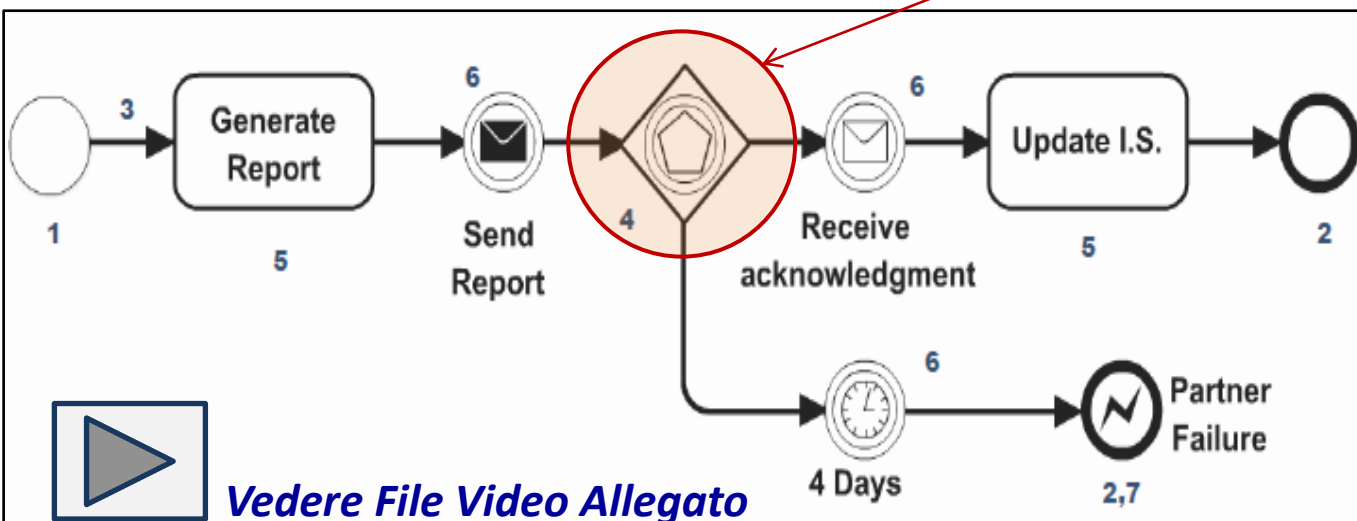 6
6
3
Generate
Report
Update I.S.
1
5
4
5
2
Send
Report
Receive
acknowledgment
6
Partner
Failure
4 Days
2,7
Vedere File Video Allegato